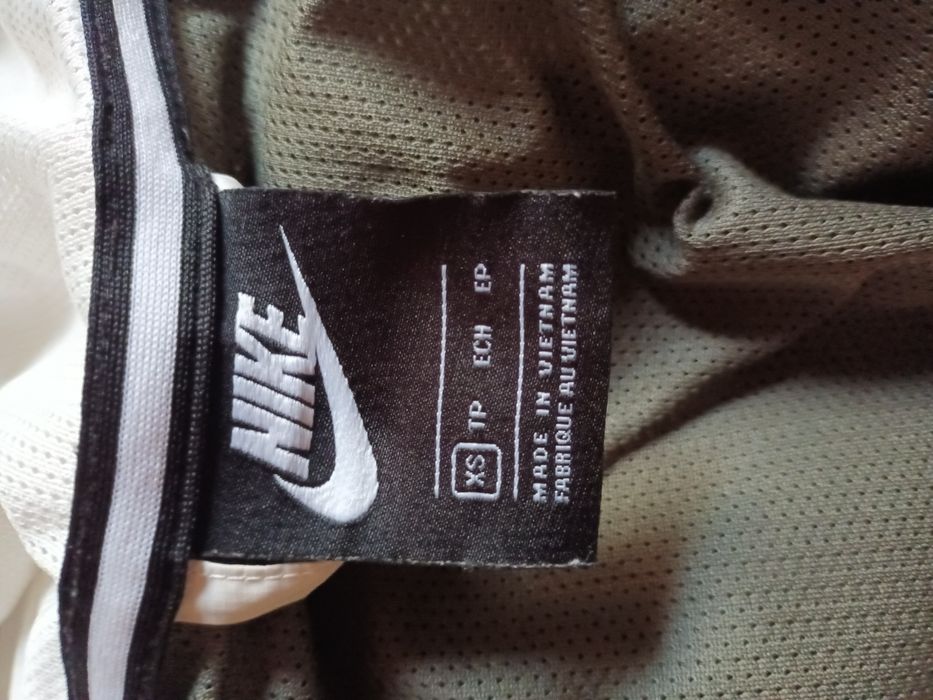 NIKE
XS TP ECH EP
MADE IN VIETNAM
FABRIQUE AU VIETNAM